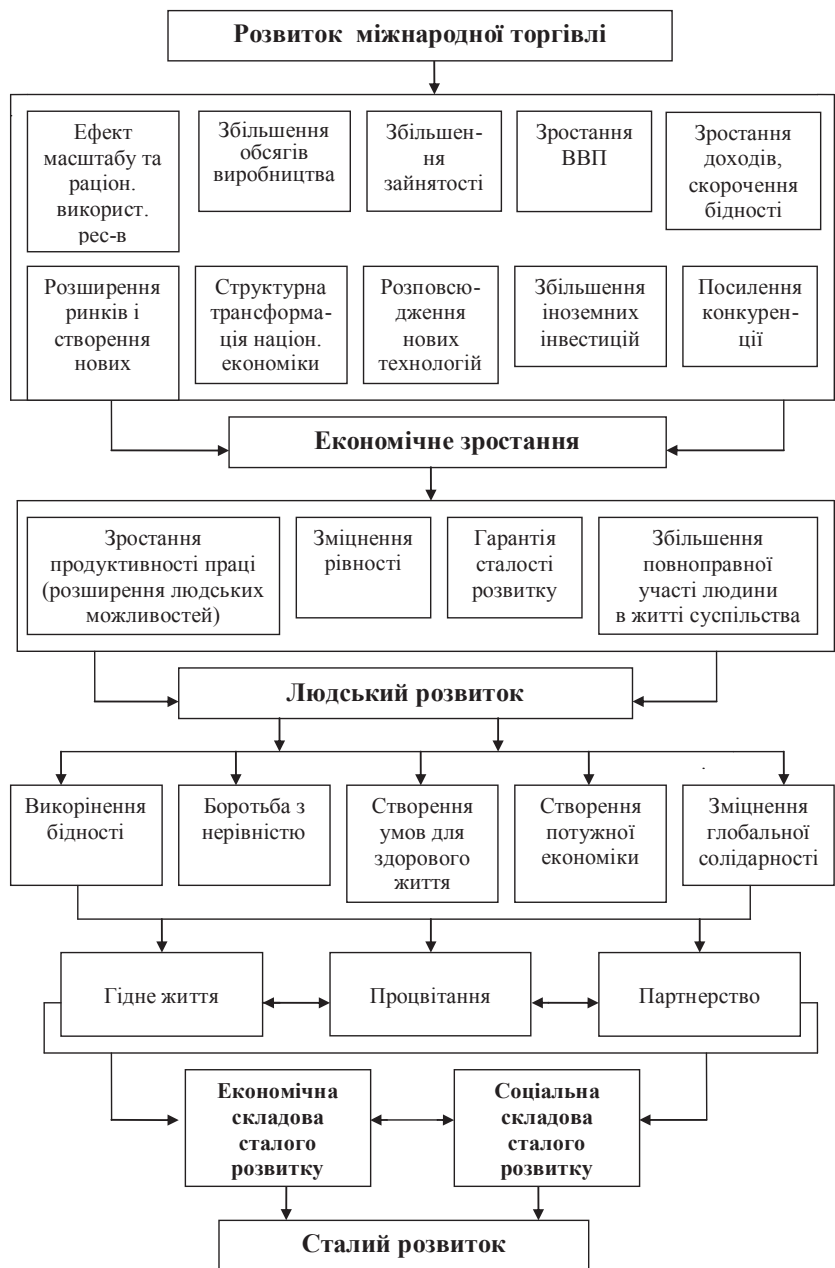 Розвиток міжнародної торгівлі
Ефект
масштабу та
раціон.
використ.
рес-в
Збільшення
обсягів
виробництва
Збільшен-
ня
зайнятості
Зростання
ВВП
Зростання
доходів,
скорочення
бідності
Розширення
ринків і
створення
нових
Структурна
трансформа-
ція націон.
економіки
Розповсю-
дження
нових
технологій
Збільшення
іноземних
інвестицій
Посилення
конкурен-
ції
Економічне зростання
Зростання
продуктивності праці
(розширення людських
можливостей)
Зміцнення
рівності
Гарантія
сталості
розвитку
Збільшення
повноправної
участі людини
в житті суспільства
Людський розвиток
Викорінення
бідності
Боротьба з
нерівністю
Створення
умов для
здорового
життя
Створення
потужної
економіки
Зміцнення
глобальної
солідарності
Гідне життя
Процвітання
Партнерство
Економічна
складова
сталого
розвитку
Соціальна
складова
сталого
розвитку
Сталий розвиток